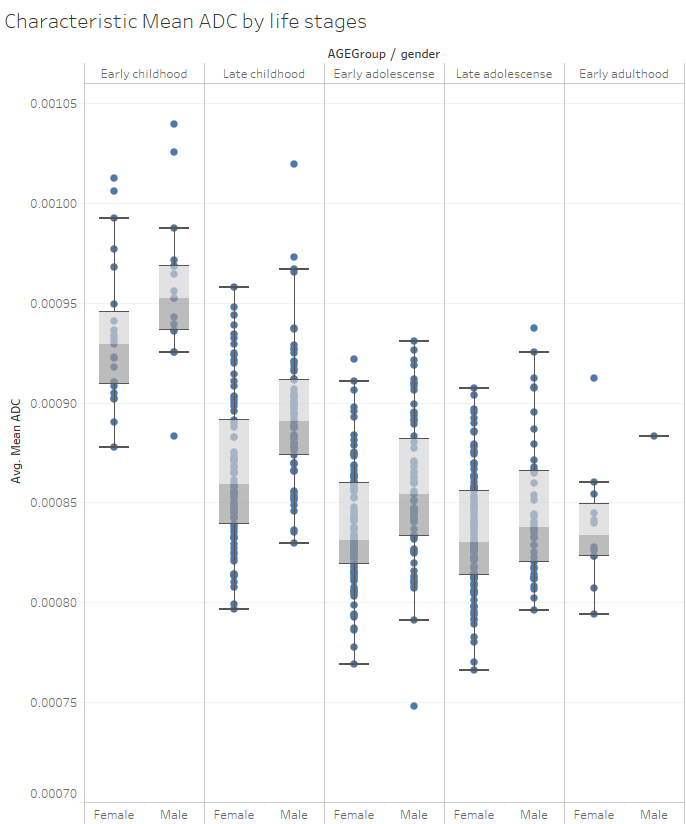 Characteristic Mean ADC by life stages
AGEGroup / gender
Early childhood Late childhood Early adolescense Late adolescense Early adulthood
0.00105
0.00100
0.00095
0.00090
0.00085
0.00080
0.00075
0.00070
Avg. Mean ADC
Female Male Female Male Female Male Female Male Female Male